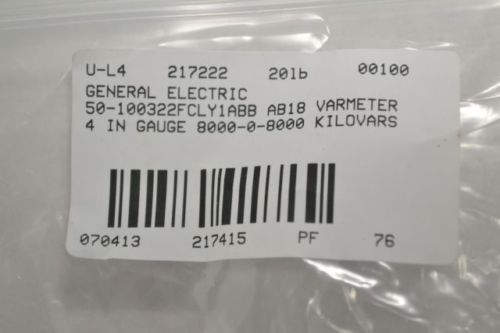 U-L4 217222 201b 00100
GENERAL ELECTRIC
50-100322FCLY1ABB AB18 VARMETER
4 IN GAUGE 8000-0-8000 KILOVARS
070413 217415 PF 76